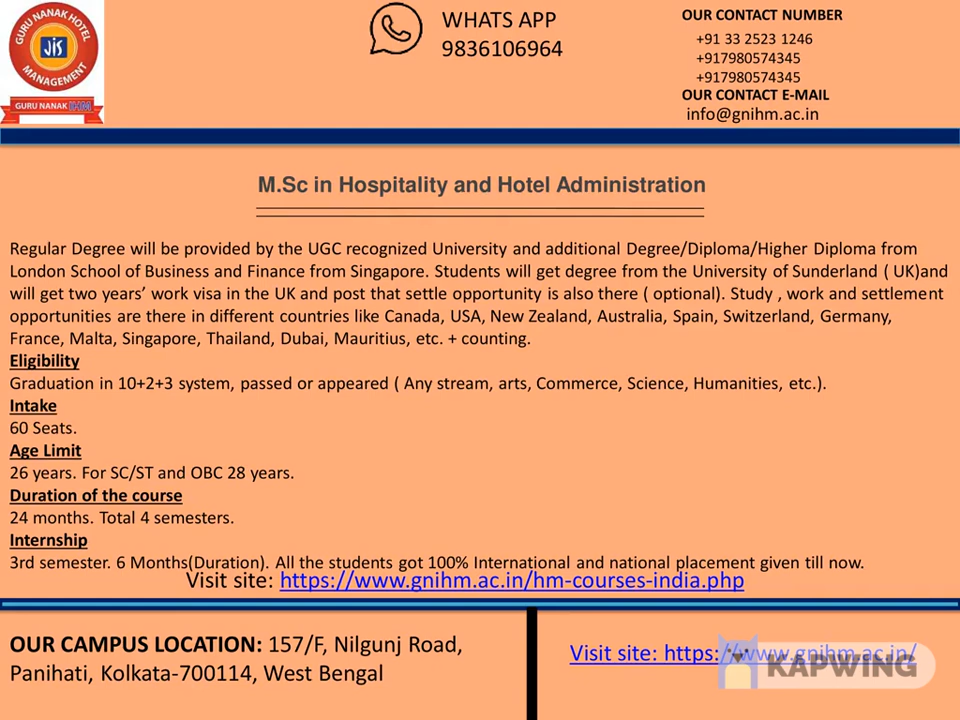 GURU NANAK HOTEL
JIS
MANAGEMENT
GURU NANAK IHM
WHATS APP
9836106964
OUR CONTACT NUMBER
+91 33 2523 1246
+917980574345
+917980574345
OUR CONTACT E-MAIL
info@gnihm.ac.in
M.Sc in Hospitality and Hotel Administration
Regular Degree will be provided by the UGC recognized University and additional Degree/Diploma/Higher Diploma from
London School of Business and Finance from Singapore. Students will get degree from the University of Sunderland ( UK)and
will get two years’ work visa in the UK and post that settle opportunity is also there ( optional). Study , work and settlement
opportunities are there in different countries like Canada, USA, New Zealand, Australia, Spain, Switzerland, Germany,
France, Malta, Singapore, Thailand, Dubai, Mauritius, etc. + counting.
Eligibility
Graduation in 10+2+3 system, passed or appeared ( Any stream, arts, Commerce, Science, Humanities, etc.).
Intake
60 Seats.
Age Limit
26 years. For SC/ST and OBC 28 years.
Duration of the course
24 months. Total 4 semesters.
Internship
3rd semester. 6 Months(Duration). All the students got 100% International and national placement given till now.
Visit site: https://www.gnihm.ac.in/hm-courses-india.php
OUR CAMPUS LOCATION: 157/F, Nilgunj Road,
Panihati, Kolkata-700114, West Bengal
Visit site: https://www.gnihm.ac.in/
KAPWING